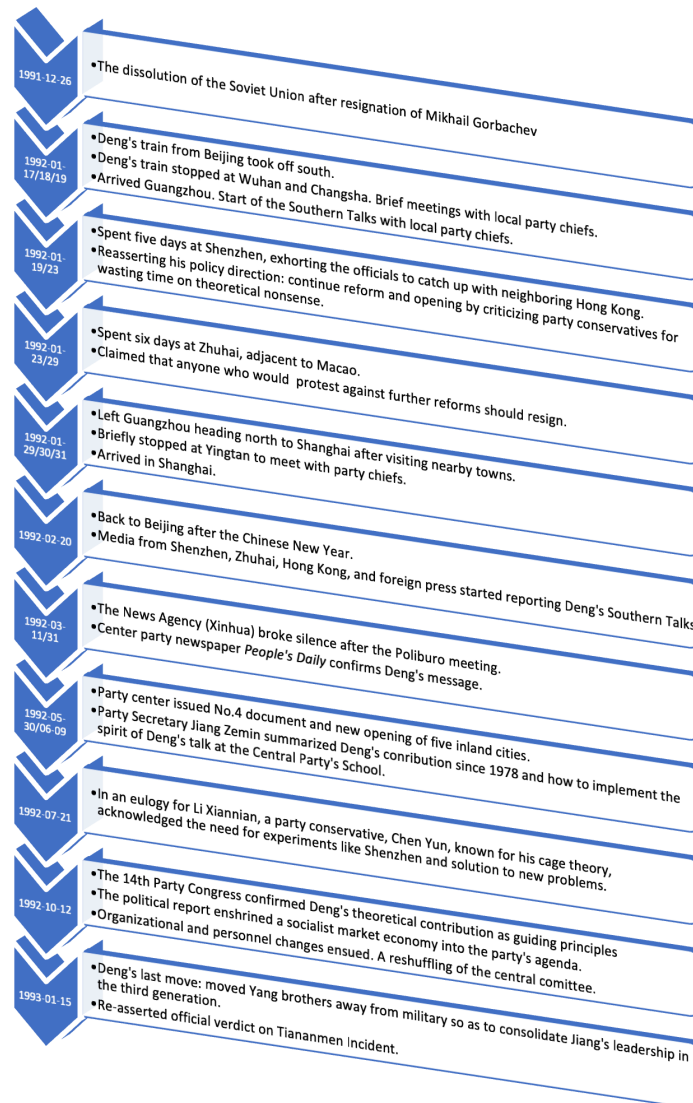 1991-12-26
•The dissolution of the Soviet Union after resignation of Mikhail Gorbachev
1992-01-
17/18/19
•Deng's train from Beijing took off south.
•Deng's train stopped at Wuhan and Changsha. Brief meetings with local party chiefs.
•Arrived Guangzhou. Start of the Southern Talks with local party chiefs.
1992-01-
19/23
•Spent five days at Shenzhen, exhorting the officials to catch up with neighboring Hong Kong.
•Reasserting his policy direction: continue reform and opening by criticizing party conservatives for
wasting time on theoretical nonsense.
1992-01-
23/29
•Spent six days at Zhuhai, adjacent to Macao.
•Claimed that anyone who would protest against further reforms should resign.
1992-01-
29/30/31
•Left Guangzhou heading north to Shanghai after visiting nearby towns.
•Briefly stopped at Yingtan to meet with party chiefs.
•Arrived in Shanghai.
1992-02-20
•Back to Beijing after the Chinese New Year.
•Media from Shenzhen, Zhuhai, Hong Kong, and foreign press started reporting Deng's Southern Talks
1992-03-
11/31
•The News Agency (Xinhua) broke silence after the Poliburo meeting.
•Center party newspaper People's Daily confirms Deng's message.
1992-05-
30/06-09
•Party center issued No.4 document and new opening of five inland cities.
•Party Secretary Jiang Zemin summarized Deng's conribution since 1978 and how to implement the
spirit of Deng's talk at the Central Party's School.
1992-07-21
•In an eulogy for Li Xiannian, a party conservative, Chen Yun, known for his cage theory,
acknowledged the need for experiments like Shenzhen and solution to new problems.
1992-10-12
•The 14th Party Congress confirmed Deng's theoretical contribution as guiding principles
•The political report enshrined a socialist market economy into the party's agenda.
•Organizational and personnel changes ensued. A reshuffling of the central comittee.
1993-01-15
•Deng's last move: moved Yang brothers away from military so as to consolidate Jiang's leadership in
the third generation.
•Re-asserted official verdict on Tiananmen Incident.